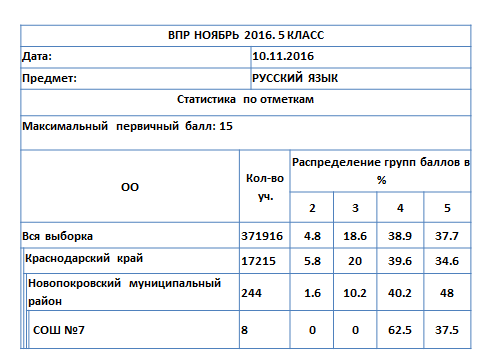 ВПР НОЯБРЬ 2016. 5 КЛАСС
Дата: 10.11.2016
Предмет: РУССКИЙ ЯЗЫК
Статистика по отметкам
Максимальный первичный балл: 15
ОО Кол-во уч. Распределение групп баллов в %
2 3 4 5
Вся выборка 371916 4.8 18.6 38.9 37.7
Краснодарский край 17215 5.8 20 39.6 34.6
Новопокровский муниципальный район 244 1.6 10.2 40.2 48
СОШ №7 8 0 0 62.5 37.5